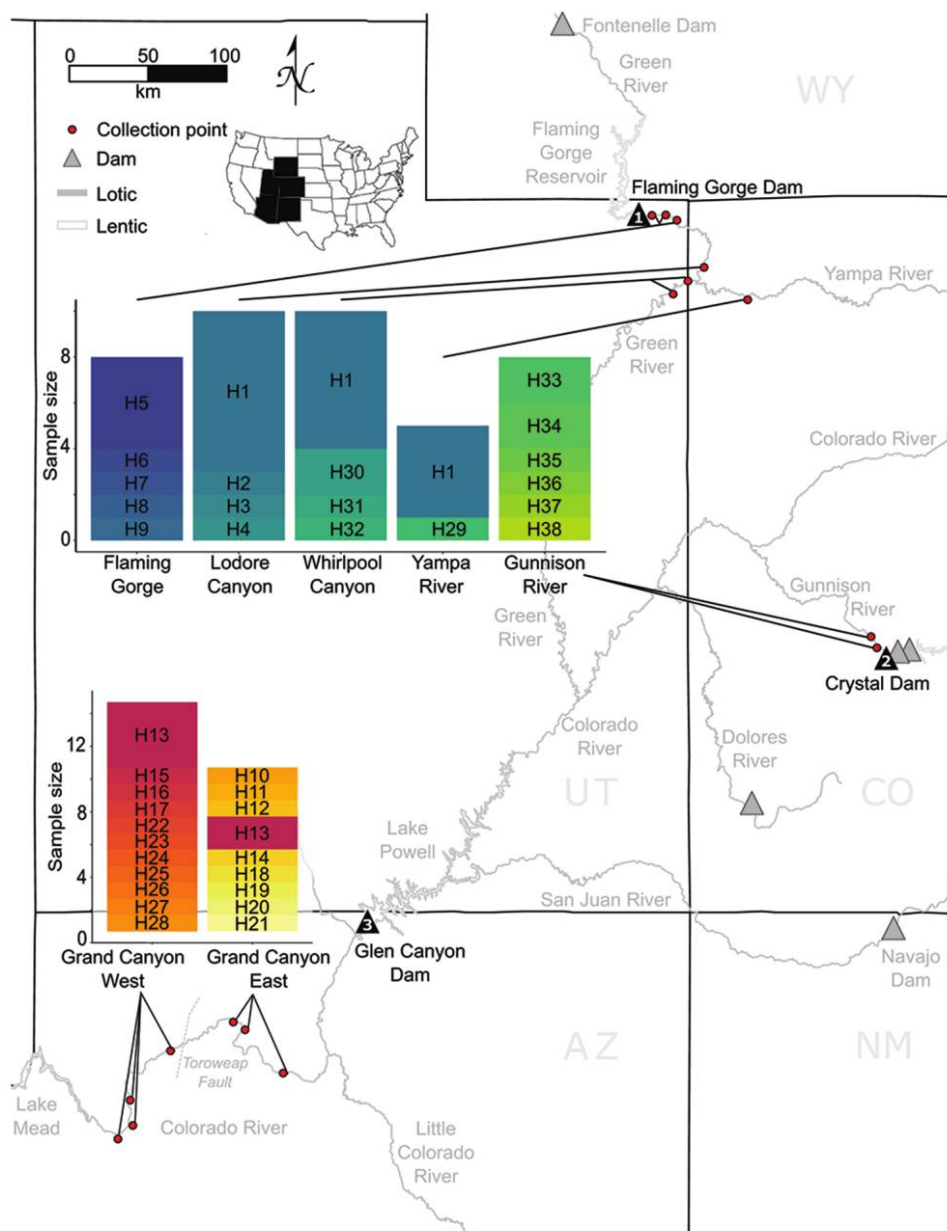 Fontenelle Dam
0 50 100
km
N
Green
River
WY
Collection point
Dam
Lotic
Lentic
Flaming
Gorge
Reservoir
Flaming Gorge Dam
1
Yampa River
Green
River
Sample size
8
4
0
H5
H6
H7
H8
H9
H1
H2
H3
H4
H1
H30
H31
H32
H1
H29
H33
H34
H35
H36
H37
H38
Flaming
Gorge
Lodore
Canyon
Whirlpool
Canyon
Yampa
River
Gunnison
River
Colorado River
Gunnison
River
Green
River
2
Crystal Dam
Colorado
River
Dolores
River
UT
CO
Sample size
12
8
4
0
H13
H15
H16
H17
H22
H23
H24
H25
H26
H27
H28
H10
H11
H12
H13
H14
H18
H19
H20
H21
Grand Canyon
West
Grand Canyon
East
Lake
Powell
San Juan River
3
Glen Canyon
Dam
Navajo
Dam
AZ
NM
Toroweap
Fault
Lake
Mead
Colorado River
Little
Colorado
River